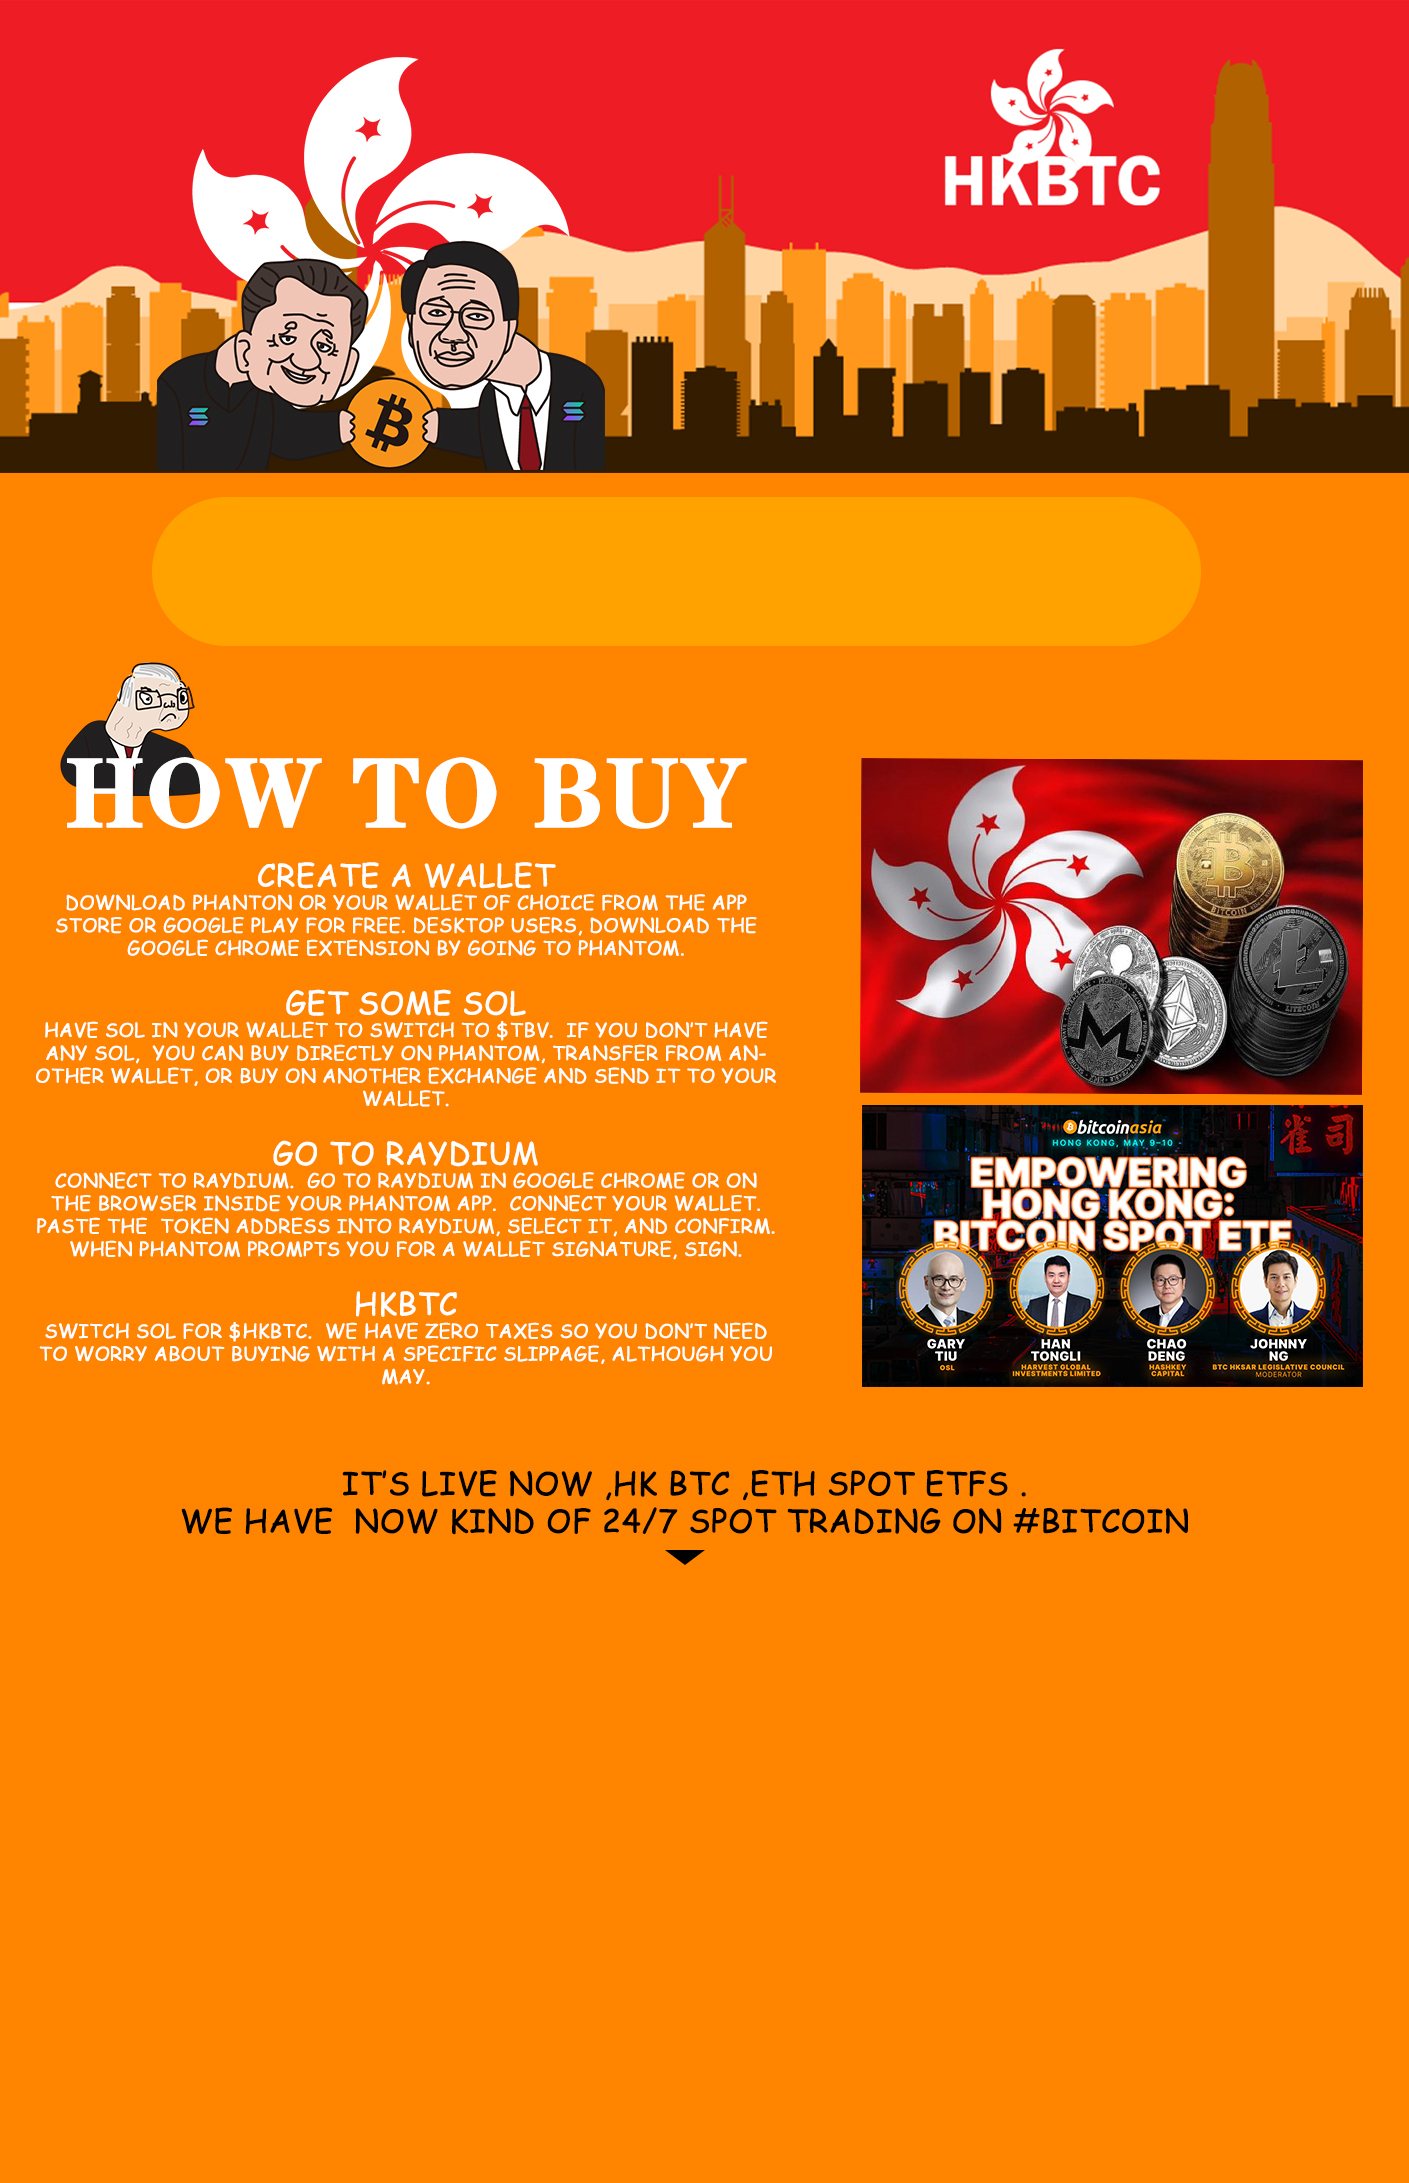 HKBTC
HOW TO BUY
CREATE A WALLET
DOWNLOAD PHANTON OR YOUR WALLET OF CHOICE FROM THE APP
STORE OR GOOGLE PLAY FOR FREE. DESKTOP USERS, DOWNLOAD THE
GOOGLE CHROME EXTENSION BY GOING TO PHANTOM.
GET SOME SOL
HAVE SOL IN YOUR WALLET TO SWITCH TO $TBV. IF YOU DON'T HAVE
ANY SOL, YOU CAN BUY DIRECTLY ON PHANTOM, TRANSFER FROM AN-
OTHER WALLET, OR BUY ON ANOTHER EXCHANGE AND SEND IT TO YOUR
WALLET.
GO TO RAYDIUM
CONNECT TO RAYDIUM. GO TO RAYDIUM IN GOOGLE CHROME OR ON
THE BROWSER INSIDE YOUR PHANTOM APP. CONNECT YOUR WALLET.
PASTE THE TOKEN ADDRESS INTO RAYDIUM, SELECT IT, AND CONFIRM.
WHEN PHANTOM PROMPTS YOU FOR A WALLET SIGNATURE, SIGN.
HKBTC
SWITCH SOL FOR $HKBTC. WE HAVE ZERO TAXES SO YOU DON'T NEED
TO WORRY ABOUT BUYING WITH A SPECIFIC SLIPPAGE, ALTHOUGH YOU
MAY.
BITCOIN
LITECOIN
bitcoinasia
HONG KONG, MAY 9-10
雀司
EMPOWERING
HONG KONG:
BITCOIN SPOT ETF
GARY
TIU
OSL
HAN
TONGLI
HARVEST GLOBAL
INVESTMENTS LIMITED
CHAO
DENG
HASHKEY
CAPITAL
JOHNNY
NG
BTC HKSAR LEGISLATIVE COUNCIL
MODERATOR
IT'S LIVE NOW ,HK BTC ,ETH SPOT ETFS .
WE HAVE NOW KIND OF 24/7 SPOT TRADING ON #BITCOIN